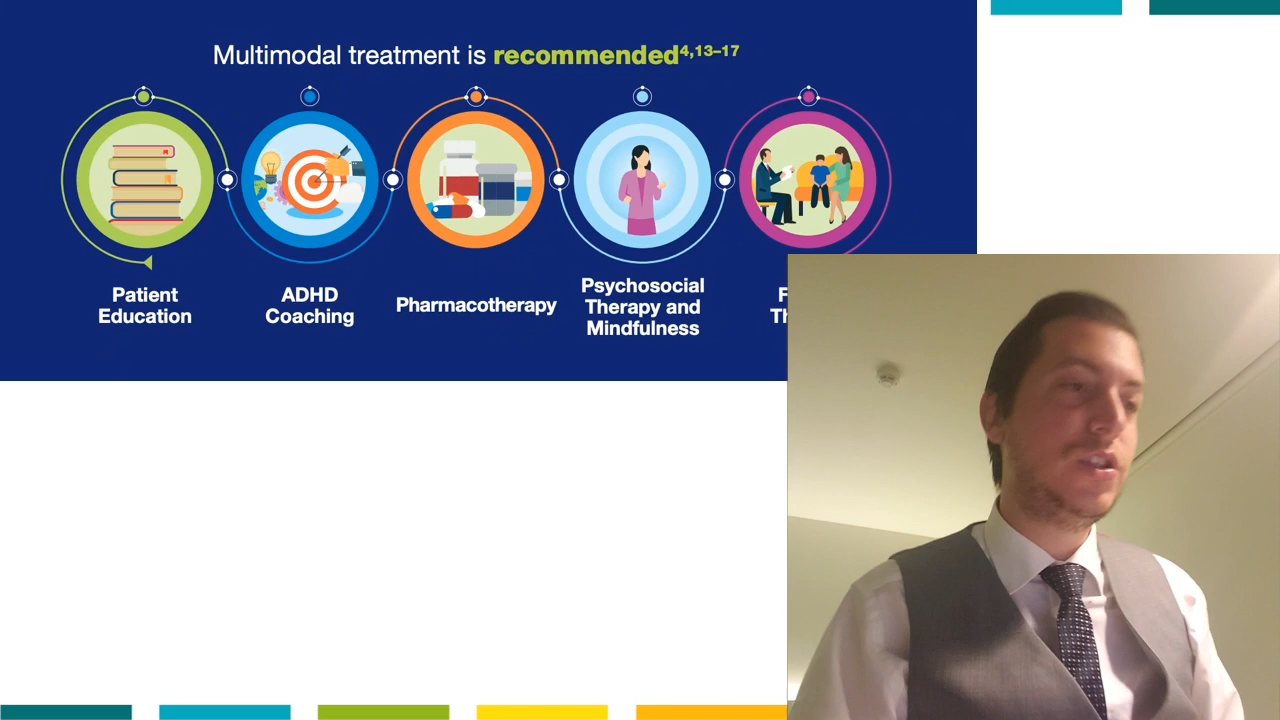 Multimodal treatment is recommended4,13–17
Patient
Education
ADHD
Coaching
Pharmacotherapy
Psychosocial
Therapy and
Mindfulness